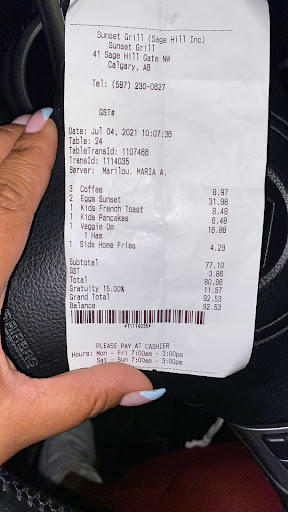 Sunset Grill (Sage Hill Inc)
Sunset Grill
41 Sage Hill Gate NW
Calgary, AB
Tel: (587) 230-0627
GST#
Date: Jul 04, 2021 10:07:36
Table: 24
TableTransId: 1107466
TransId: 1114035
Server: Marilou, MARIA A.
3 Coffee 8.97
2 Eggs Sunset 31.98
1 Kids French Toast 8.49
1 Kids Pancakes 6.49
1 Veggie Om 16.88
1 Ham
1 Side Home Fries 4.29
Subtotal 77.10
GST 3.86
Total 80.96
Gratuity 15.00% 11.57
Grand Total 92.53
Balance 92.53
*T1114035*
PLEASE PAY AT CASHIER
Hours: Mon - Fri 7:00am - 3:00pm
Sat - Sun 7:00am - 3:00pm